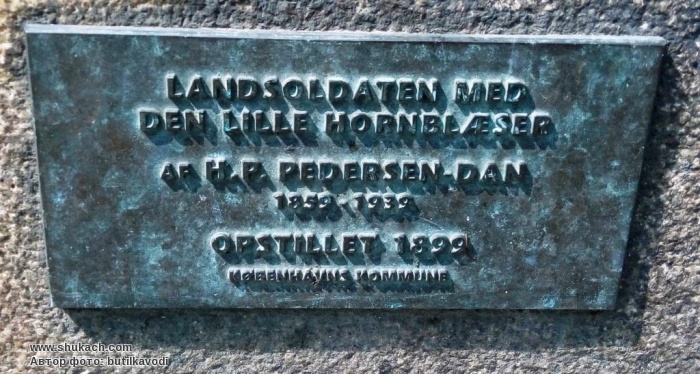 LANDSOLDATEN MED
DEN LILLE HORNBLÆSER
AF H. P. PEDERSEN-DAN
1859 - 1939
OPSTILLET 1899
KØBENHAVNS KOMMUNE
www.shukach.com
Автор фото: butilkavodi